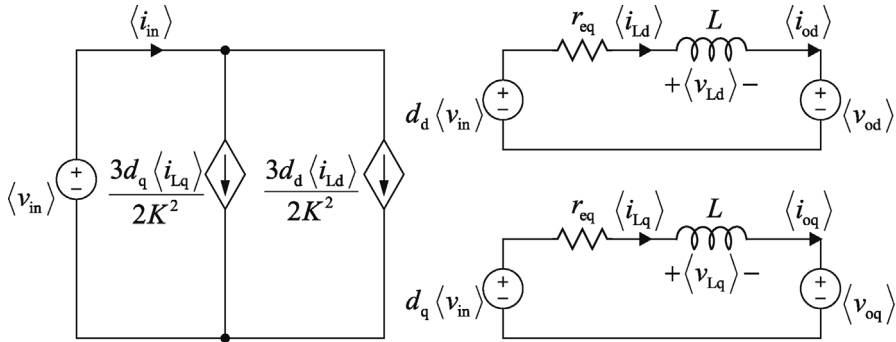 ⟨i_in⟩
⟨v_in⟩
+
−
3d_q ⟨i_Lq⟩
2K²
3d_d ⟨i_Ld⟩
2K²
r_eq ⟨i_Ld⟩ L ⟨i_od⟩
+⟨v_Ld⟩−
d_d ⟨v_in⟩
+
−
+
−
⟨v_od⟩
r_eq ⟨i_Lq⟩ L ⟨i_oq⟩
+⟨v_Lq⟩−
d_q ⟨v_in⟩
+
−
+
−
⟨v_oq⟩